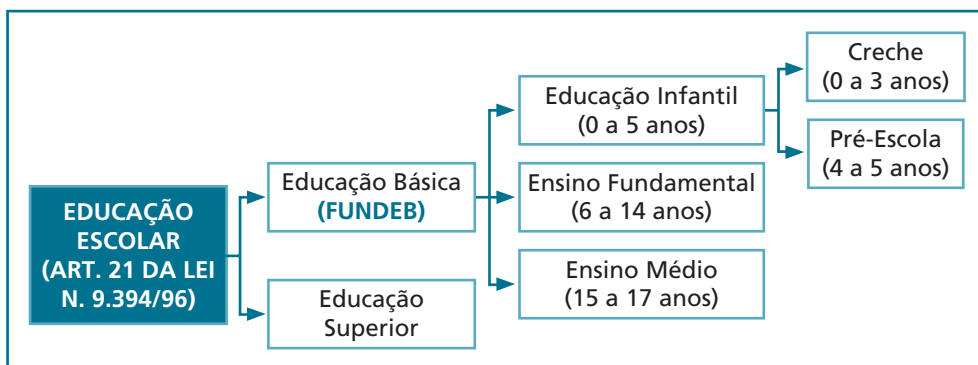 EDUCAÇÃO
ESCOLAR
(ART. 21 DA LEI
N. 9.394/96)
Educação Básica
(FUNDEB)
Educação
Superior
Educação Infantil
(0 a 5 anos)
Ensino Fundamental
(6 a 14 anos)
Ensino Médio
(15 a 17 anos)
Creche
(0 a 3 anos)
Pré-Escola
(4 a 5 anos)